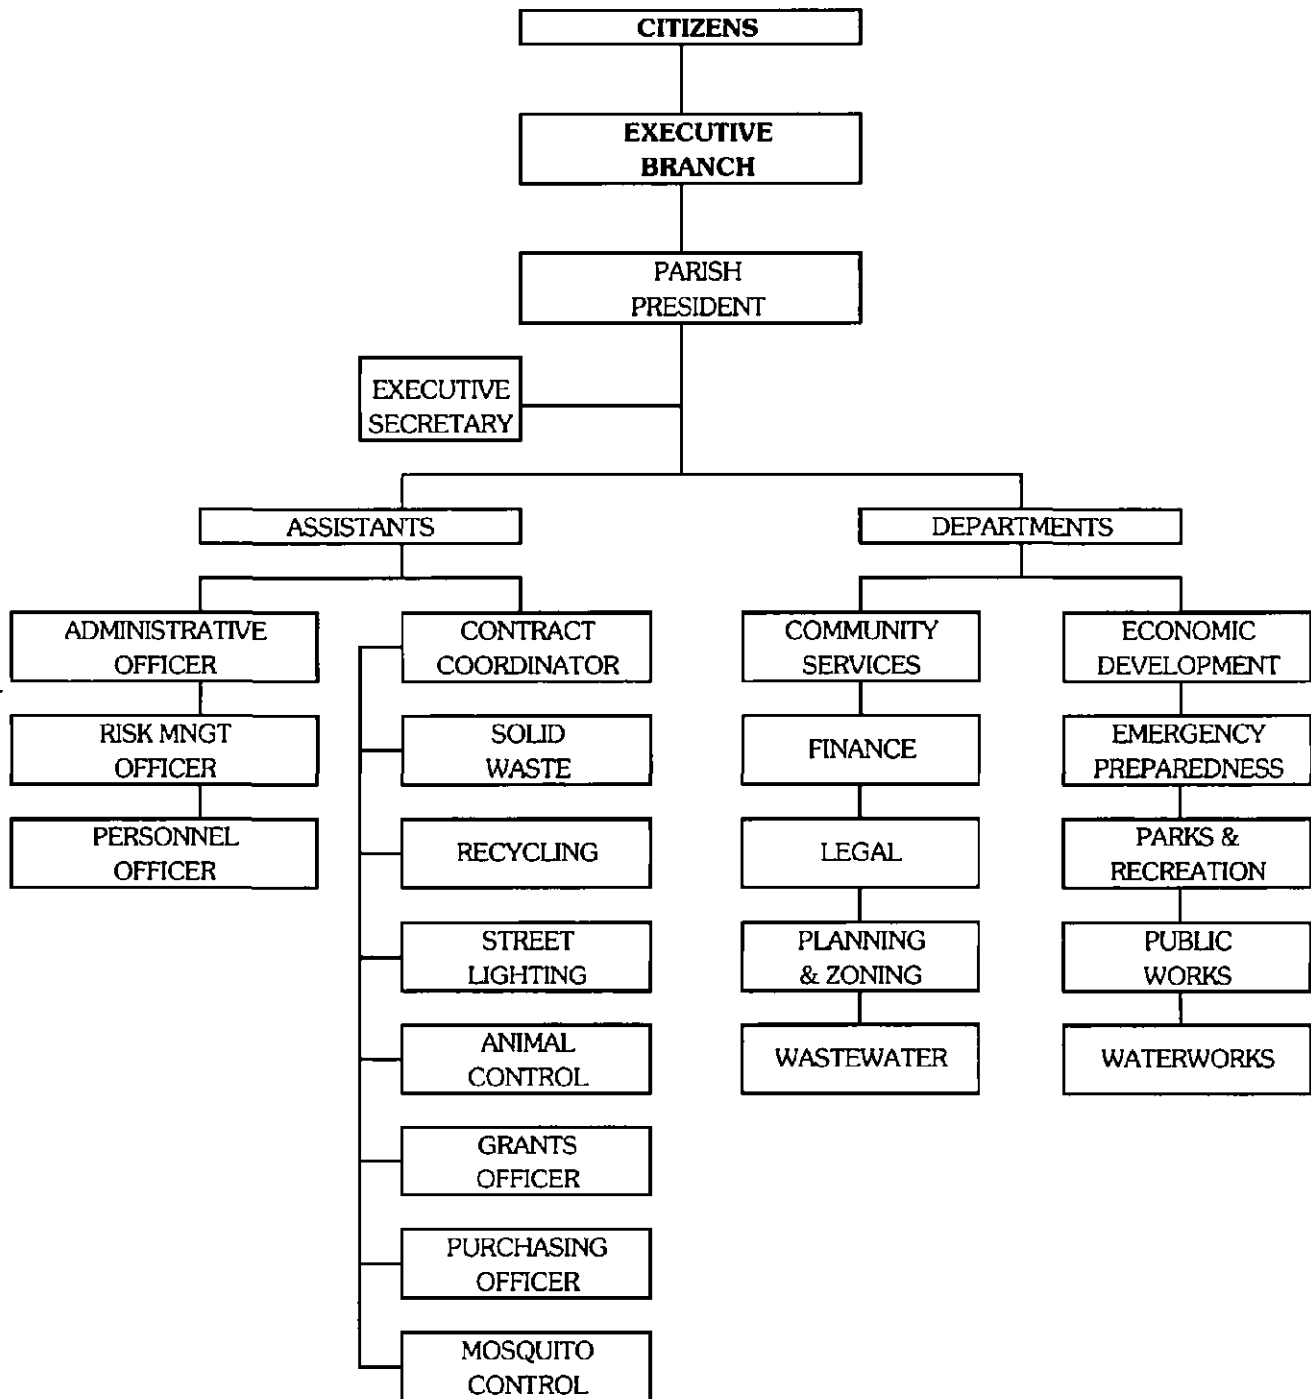 CITIZENS
EXECUTIVE
BRANCH
PARISH
PRESIDENT
EXECUTIVE
SECRETARY
ASSISTANTS
DEPARTMENTS
ADMINISTRATIVE
OFFICER
RISK MNGT
OFFICER
PERSONNEL
OFFICER
CONTRACT
COORDINATOR
SOLID
WASTE
RECYCLING
STREET
LIGHTING
ANIMAL
CONTROL
GRANTS
OFFICER
PURCHASING
OFFICER
MOSQUITO
CONTROL
COMMUNITY
SERVICES
FINANCE
LEGAL
PLANNING
& ZONING
WASTEWATER
ECONOMIC
DEVELOPMENT
EMERGENCY
PREPAREDNESS
PARKS &
RECREATION
PUBLIC
WORKS
WATERWORKS